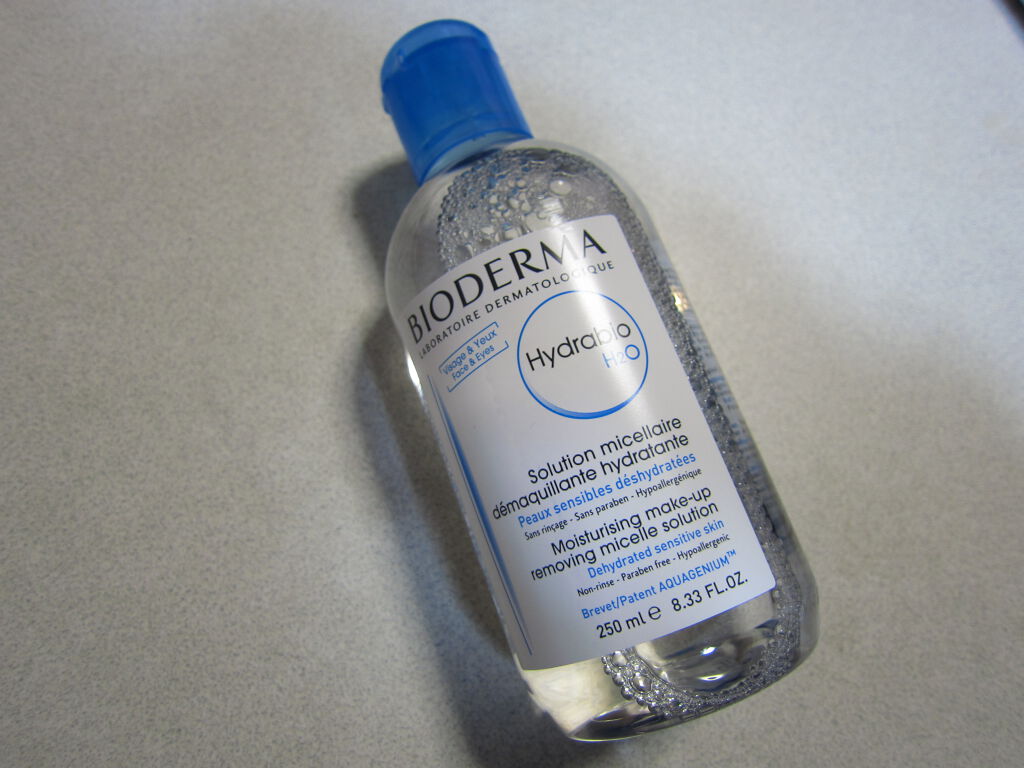 BIODERMA
LABORATOIRE DERMATOLOGIQUE
Visage & Yeux
Face & Eyes
Hydrabio
H2O
Solution micellaire
démaquillante hydratante
Peaux sensibles déshydratées
Sans rinçage - Sans paraben - Hypoallergénique
Moisturising make-up
removing micelle solution
Dehydrated sensitive skin
Non-rinse - Paraben free - Hypoallergenic
Brevet/Patent AQUAGENIUM™
250 ml ℮ 8.33 FL.OZ.